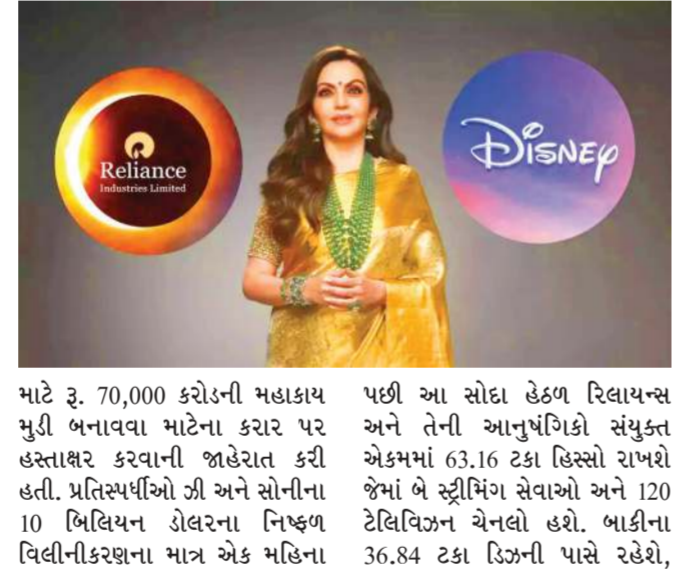 Reliance
Industries Limited
Disney
માટે રૂ. 70,000 કરોડની મહાકાય
મુડી બનાવવા માટેના કરાર પર
હસ્તાક્ષર કરવાની જાહેરાત કરી
હતી. પ્રતિસ્પર્ધીઓ ઝી અને સોનીના
10 બિલિયન ડોલરના નિષ્ફળ
વિલીનીકરણના માત્ર એક મહિના
પછી આ સોદા હેઠળ રિલાયન્સ
અને તેની આનુષંગિકો સંયુક્ત
એકમમાં 63.16 ટકા હિસ્સો રાખશે
જેમાં બે સ્ટ્રીમિંગ સેવાઓ અને 120
ટેલિવિઝન ચેનલો હશે. બાકીના
36.84 ટકા ડિઝની પાસે રહેશે,